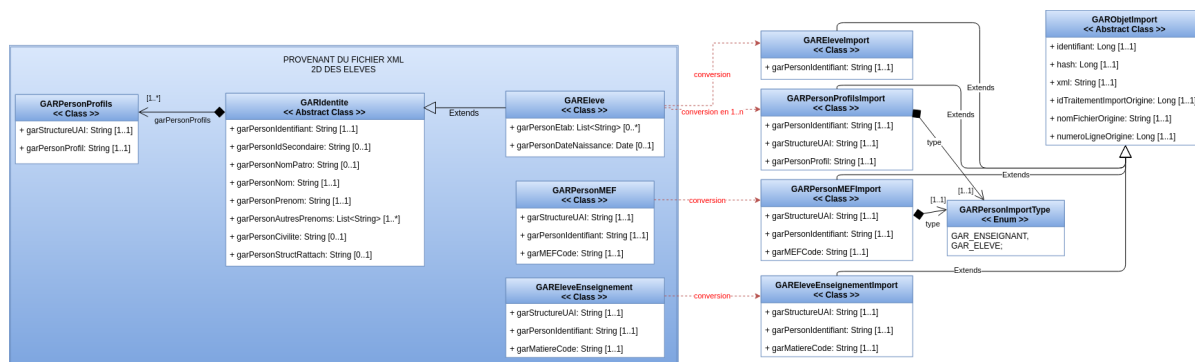 PROVENANT DU FICHIER XML
2D DES ELEVES
GARPersonProfils
<< Class >>
+ garStructureUAI: String [1..1]
+ garPersonProfil: String [1..1]
[1..*]
garPersonProfils
GARIdentite
<< Abstract Class >>
+ garPersonIdentifiant: String [1..1]
+ garPersonIdSecondaire: String [0..1]
+ garPersonNomPatro: String [0..1]
+ garPersonNom: String [1..1]
+ garPersonPrenom: String [1..1]
+ garPersonAutresPrenoms: List<String> [1..*]
+ garPersonCivilite: String [0..1]
+ garPersonStructRattach: String [0..1]
Extends
GAREleve
<< Class >>
+ garPersonEtab: List<String> [0..*]
+ garPersonDateNaissance: Date [0..1]
GARPersonMEF
<< Class >>
+ garStructureUAI: String [1..1]
+ garPersonIdentifiant: String [1..1]
+ garMEFCode: String [1..1]
GAREleveEnseignement
<< Class >>
+ garStructureUAI: String [1..1]
+ garPersonIdentifiant: String [1..1]
+ garMatiereCode: String [1..1]
conversion
conversion en 1..n
conversion
conversion
GAREleveImport
<< Class >>
+ garPersonIdentifiant: String [1..1]
GARPersonProfilsImport
<< Class >>
+ garPersonIdentifiant: String [1..1]
+ garStructureUAI: String [1..1]
+ garPersonProfil: String [1..1]
GARPersonMEFImport
<< Class >>
+ garStructureUAI: String [1..1]
+ garPersonIdentifiant: String [1..1]
+ garMEFCode: String [1..1]
GAREleveEnseignementImport
<< Class >>
+ garStructureUAI: String [1..1]
+ garPersonIdentifiant: String [1..1]
+ garMatiereCode: String [1..1]
Extends
Extends
type
[1..1]
Extends
[1..1]
type
Extends
GARPersonImportType
<< Enum >>
GAR_ENSEIGNANT,
GAR_ELEVE;
GARObjetImport
<< Abstract Class >>
+ identifiant: Long [1..1]
+ hash: Long [1..1]
+ xml: String [1..1]
+ idTraitementImportOrigine: Long [1..1]
+ nomFichierOrigine: String [1..1]
+ numeroLigneOrigine: Long [1..1]